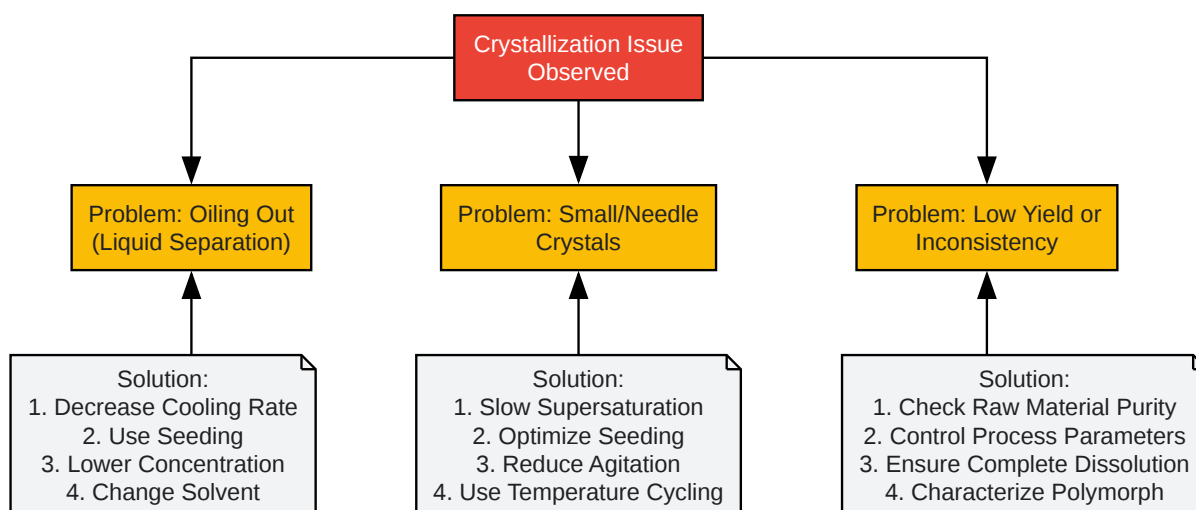 Crystallization Issue
Observed
Problem: Oiling Out
(Liquid Separation)
Problem: Small/Needle
Crystals
Problem: Low Yield or
Inconsistency
Solution:
1. Decrease Cooling Rate
2. Use Seeding
3. Lower Concentration
4. Change Solvent
Solution:
1. Slow Supersaturation
2. Optimize Seeding
3. Reduce Agitation
4. Use Temperature Cycling
Solution:
1. Check Raw Material Purity
2. Control Process Parameters
3. Ensure Complete Dissolution
4. Characterize Polymorph